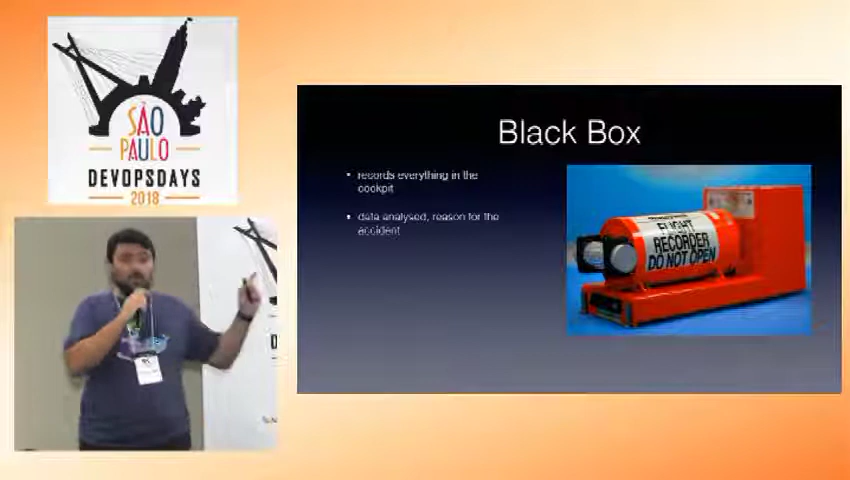 SÃO
PAULO
DEVOPSDAYS
2018
Black Box
• records everything in the
cockpit
• data analysed, reason for the
accident
FLIGHT
RECORDER
DO NOT OPEN